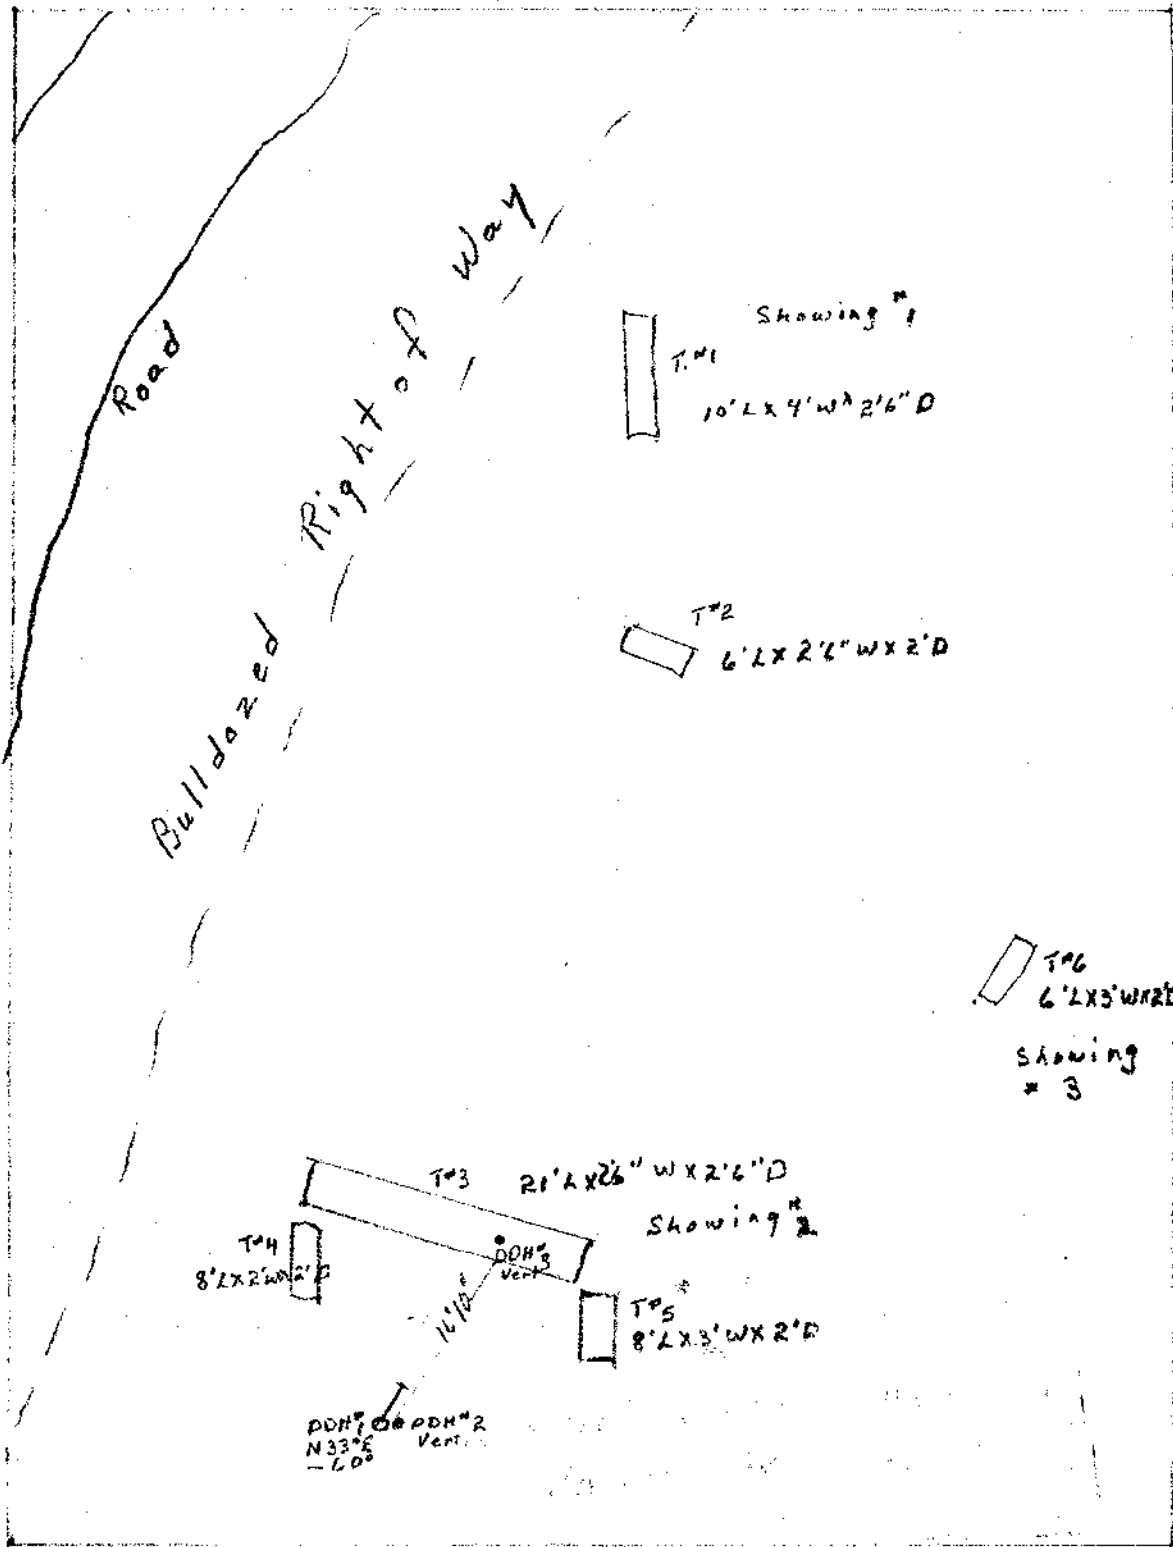 Road
Bulldozed Right of Way
Showing #1
T.#1
10'L x 4'W x 2'6" D
T#2
6'L x 2'6" W x 2'D
T#6
6'L x 3'W x 2'D
Showing
# 3
T#3 21'L x 2'6" W x 2'6" D
Showing #2
T#4
8'L x 2'W x 2'D
DDH#3
Vert.
T#5
8'L x 3'W x 2'D
DDH#1
N33°E
-60°
DDH#2
Vert.